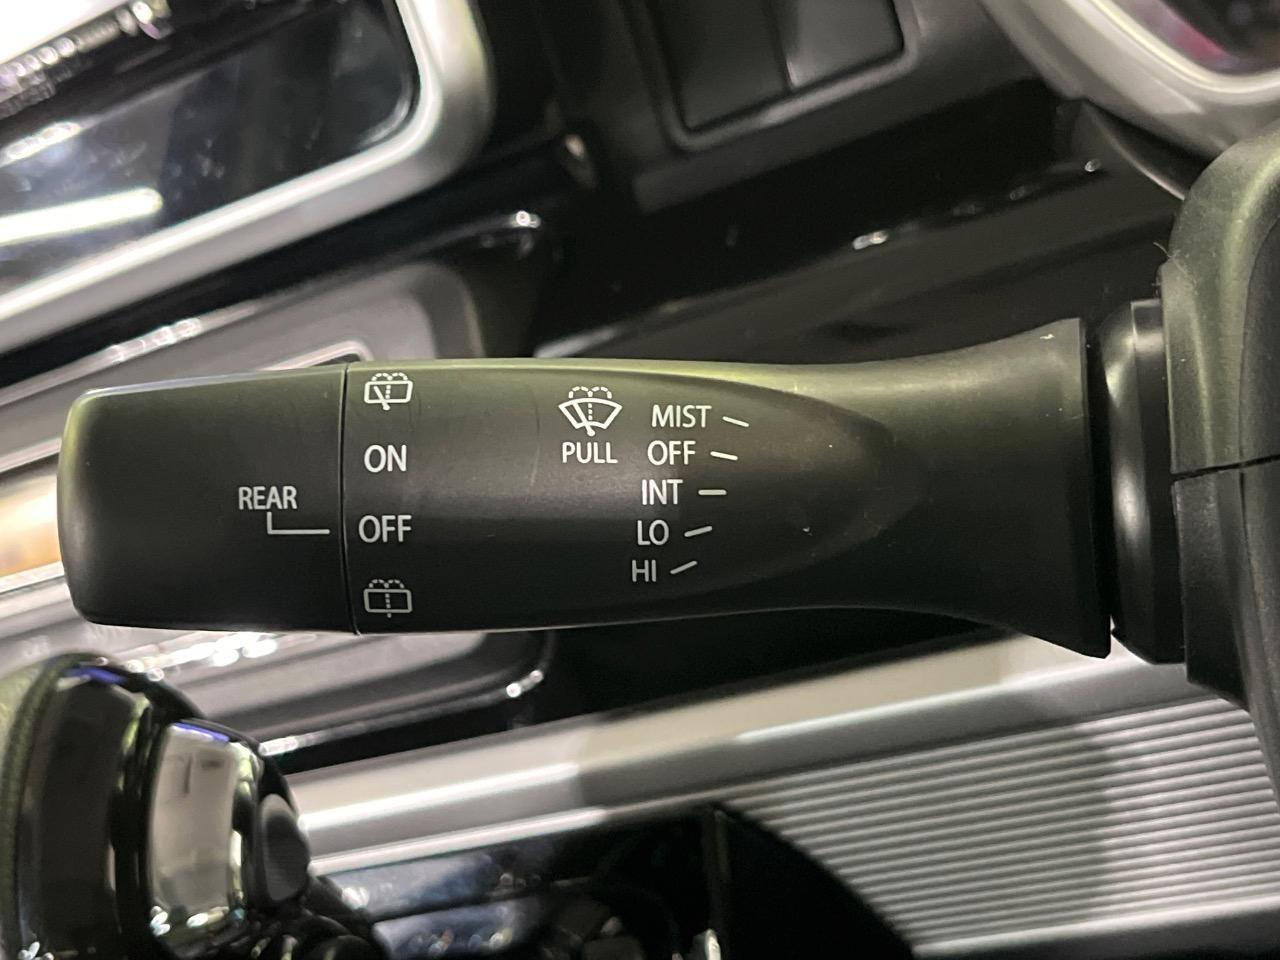 REAR
ON
OFF
PULL
MIST
OFF
INT
LO
HI